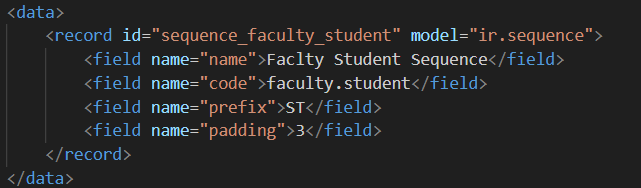 <data>
<record id="sequence_faculty_student" model="ir.sequence">
<field name="name">Faclty Student Sequence</field>
<field name="code">faculty.student</field>
<field name="prefix">ST</field>
<field name="padding">3</field>
</record>
</data>